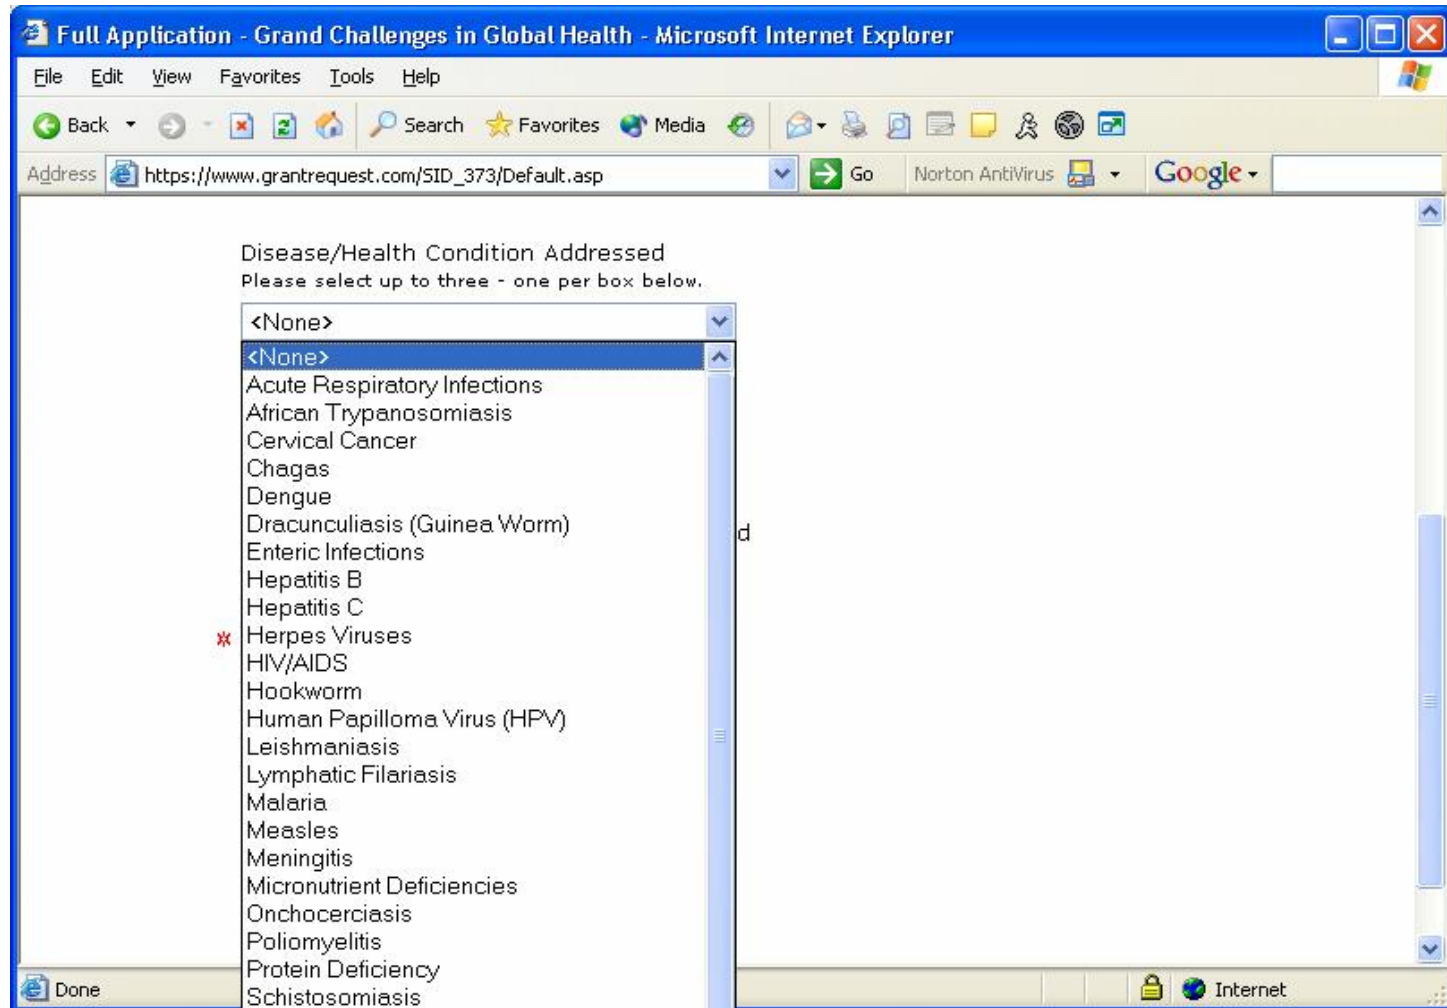 Full Application - Grand Challenges in Global Health - Microsoft Internet Explorer
File Edit View Favorites Tools Help
Back Search Favorites Media
Address https://www.grantrequest.com/SID_373/Default.asp Go Norton AntiVirus Google
Disease/Health Condition Addressed
Please select up to three - one per box below.
<None>
<None>
Acute Respiratory Infections
African Trypanosomiasis
Cervical Cancer
Chagas
Dengue
Dracunculiasis (Guinea Worm)
d
Enteric Infections
Hepatitis B
Hepatitis C
* Herpes Viruses
HIV/AIDS
Hookworm
Human Papilloma Virus (HPV)
Leishmaniasis
Lymphatic Filariasis
Malaria
Measles
Meningitis
Micronutrient Deficiencies
Onchocerciasis
Poliomyelitis
Protein Deficiency
Schistosomiasis
Done Internet